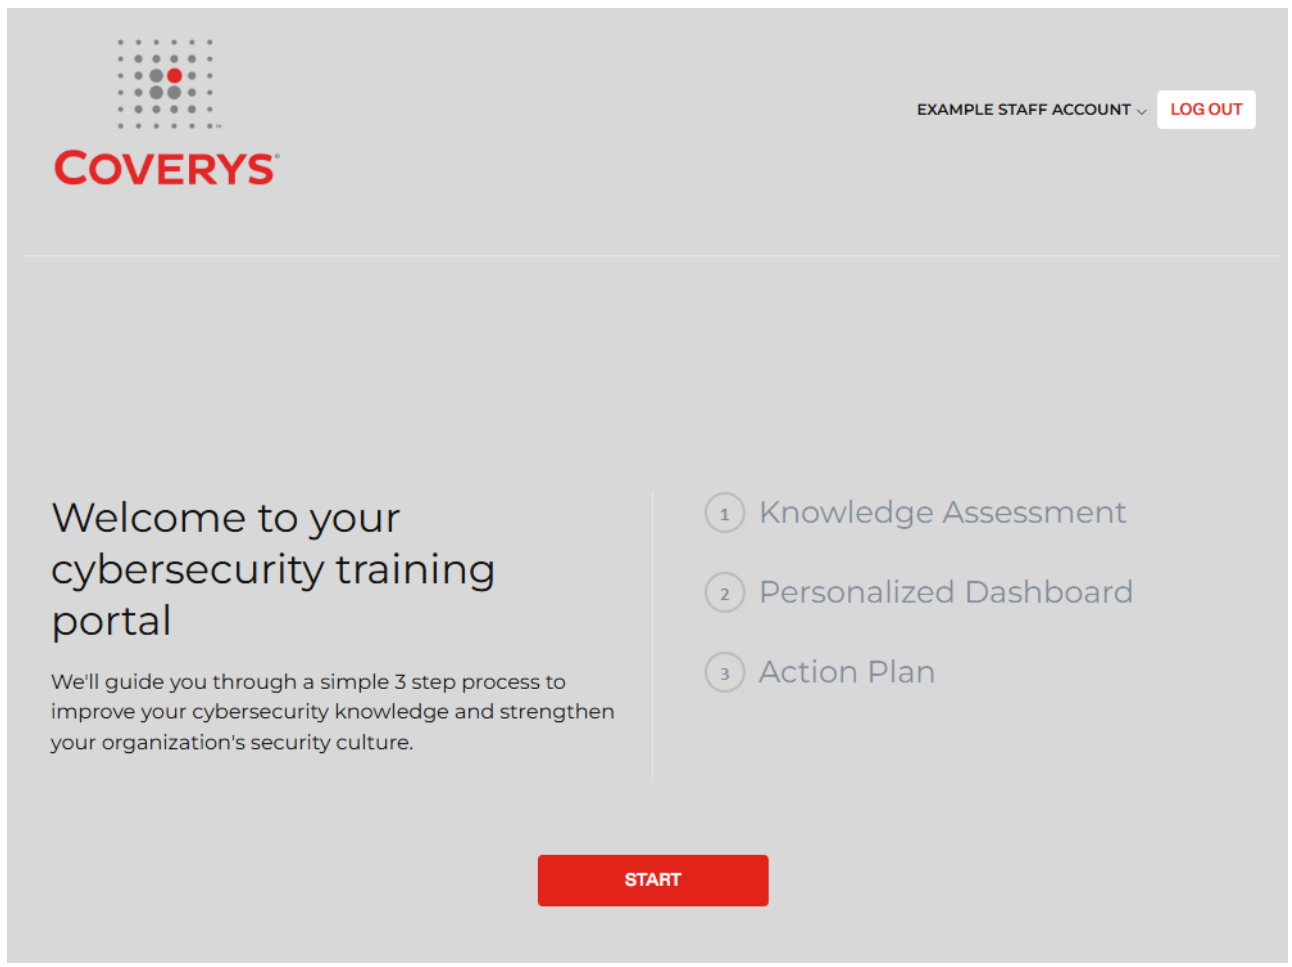 COVERYS®
EXAMPLE STAFF ACCOUNT
LOG OUT
Welcome to your
cybersecurity training
portal
We'll guide you through a simple 3 step process to
improve your cybersecurity knowledge and strengthen
your organization's security culture.
1 Knowledge Assessment
2 Personalized Dashboard
3 Action Plan
START